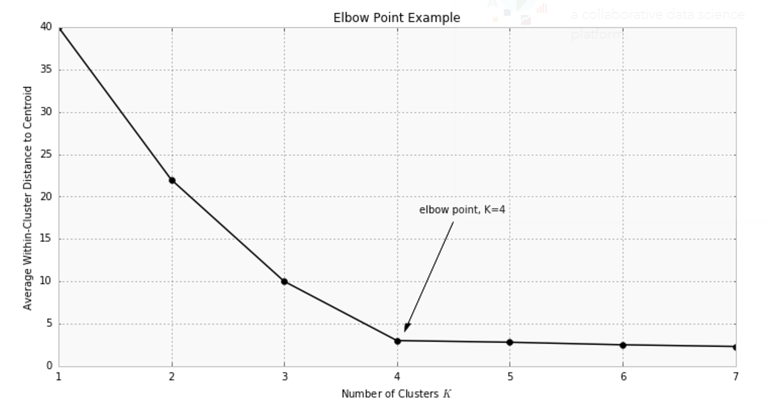 Elbow Point Example
a collaborative data science
platform
40
35
30
25
20
15
10
5
0
Average Within-Cluster Distance to Centroid
elbow point, K=4
1 2 3 4 5 6 7
Number of Clusters K